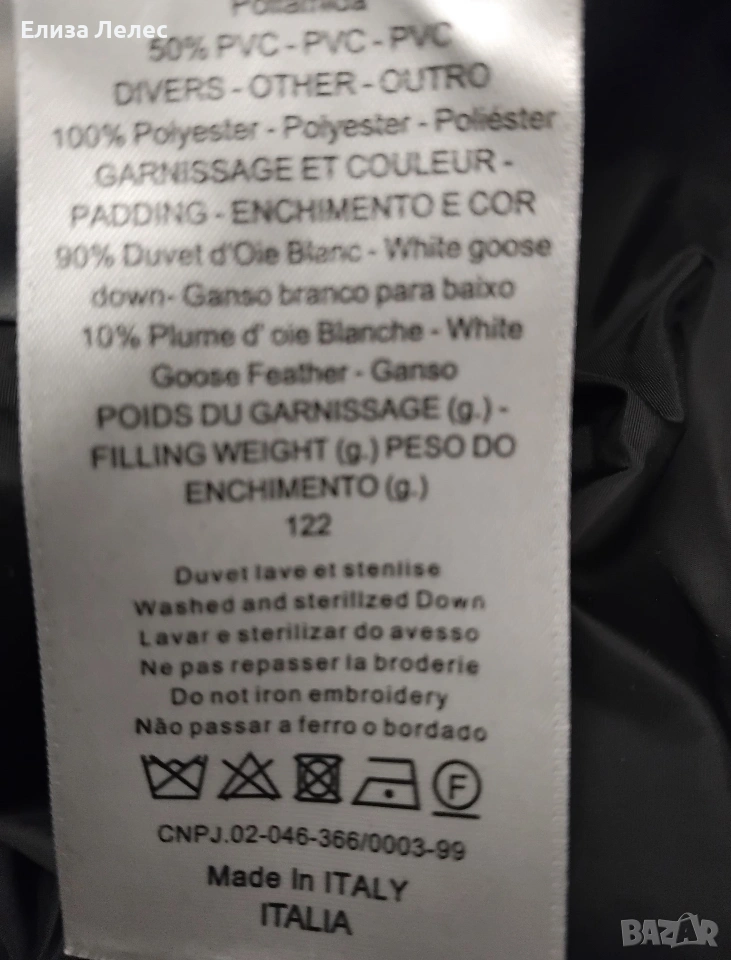 Елиза Лелес
Poliamida
50% PVC - PVC - PVC
DIVERS - OTHER - OUTRO
100% Polyester - Polyester - Poliéster
GARNISSAGE ET COULEUR -
PADDING - ENCHIMENTO E COR
90% Duvet d'Oie Blanc - White goose
down- Ganso branco para baixo
10% Plume d' oie Blanche - White
Goose Feather - Ganso
POIDS DU GARNISSAGE (g.) -
FILLING WEIGHT (g.) PESO DO
ENCHIMENTO (g.)
122
Duvet lave et stenlise
Washed and sterilized Down
Lavar e sterilizar do avesso
Ne pas repasser la broderie
Do not iron embroidery
Não passar a ferro o bordado
F
CNPJ.02-046-366/0003-99
Made In ITALY
ITALIA
BAZAR